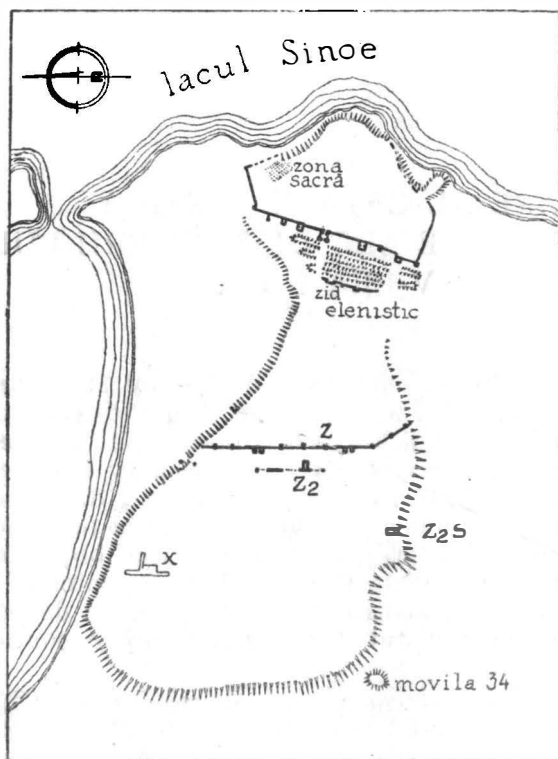 lacul Sinoe
zona
sacră
zid
elenistic
Z
Z2
Z2S
X
movila 34